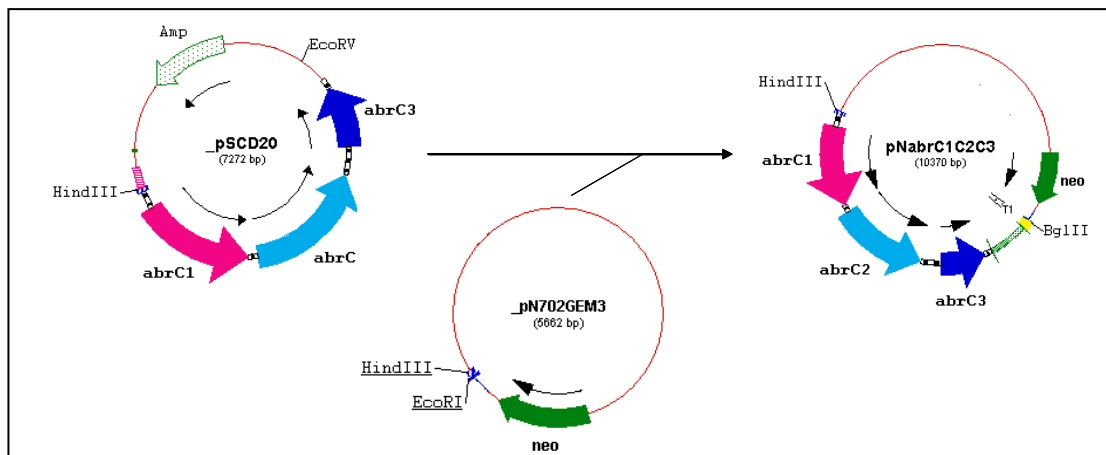 Amp
EcoRV
abrC3
_pSCD20
(7272 bp)
HindIII
abrC1
abrC
_pN702GEM3
(5662 bp)
HindIII
EcoRI
neo
HindIII
abrC1
pNabrC1C2C3
(10370 bp)
neo
T1
BglII
abrC2
abrC3